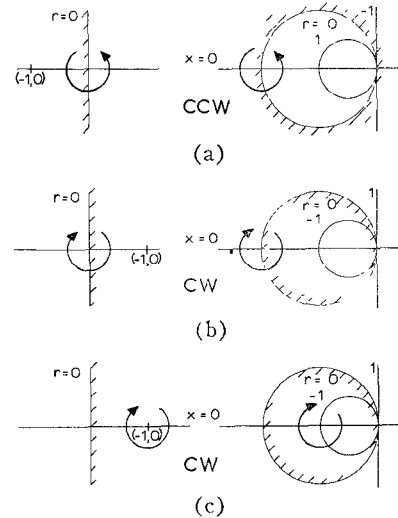 r=0 -1
r=0
1
(-1,0) x=0
CCW
(a)
r=0 1
r=0
-1
(-1,0) x=0
CW
(b)
r=0 1
r=0
-1
(-1,0) x=0
CW
(c)